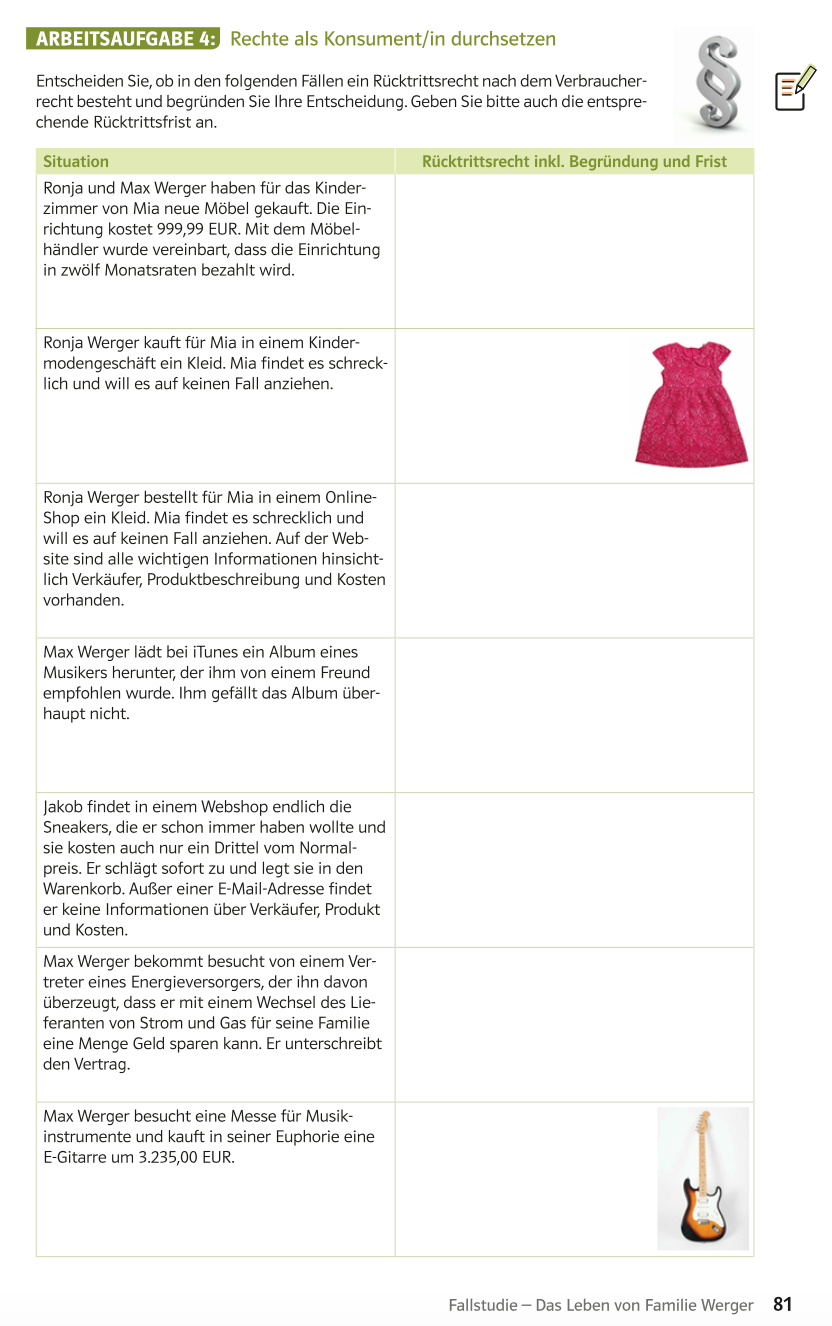 ARBEITSAUFGABE 4: Rechte als Konsument/in durchsetzen
Entscheiden Sie, ob in den folgenden Fällen ein Rücktrittsrecht nach dem Verbraucher-
recht besteht und begründen Sie Ihre Entscheidung. Geben Sie bitte auch die entspre-
chende Rücktrittsfrist an.
Situation
Rücktrittsrecht inkl. Begründung und Frist
Ronja und Max Werger haben für das Kinder-
zimmer von Mia neue Möbel gekauft. Die Ein-
richtung kostet 999,99 EUR. Mit dem Möbel-
händler wurde vereinbart, dass die Einrichtung
in zwölf Monatsraten bezahlt wird.
Ronja Werger kauft für Mia in einem Kinder-
modengeschäft ein Kleid. Mia findet es schreck-
lich und will es auf keinen Fall anziehen.
Ronja Werger bestellt für Mia in einem Online-
Shop ein Kleid. Mia findet es schrecklich und
will es auf keinen Fall anziehen. Auf der Web-
site sind alle wichtigen Informationen hinsicht-
lich Verkäufer, Produktbeschreibung und Kosten
vorhanden.
Max Werger lädt bei iTunes ein Album eines
Musikers herunter, der ihm von einem Freund
empfohlen wurde. Ihm gefällt das Album über-
haupt nicht.
Jakob findet in einem Webshop endlich die
Sneakers, die er schon immer haben wollte und
sie kosten auch nur ein Drittel vom Normal-
preis. Er schlägt sofort zu und legt sie in den
Warenkorb. Außer einer E-Mail-Adresse findet
er keine Informationen über Verkäufer, Produkt
und Kosten.
Max Werger bekommt besucht von einem Ver-
treter eines Energieversorgers, der ihn davon
überzeugt, dass er mit einem Wechsel des Lie-
feranten von Strom und Gas für seine Familie
eine Menge Geld sparen kann. Er unterschreibt
den Vertrag.
Max Werger besucht eine Messe für Musik-
instrumente und kauft in seiner Euphorie eine
E-Gitarre um 3.235,00 EUR.
Fallstudie – Das Leben von Familie Werger 81